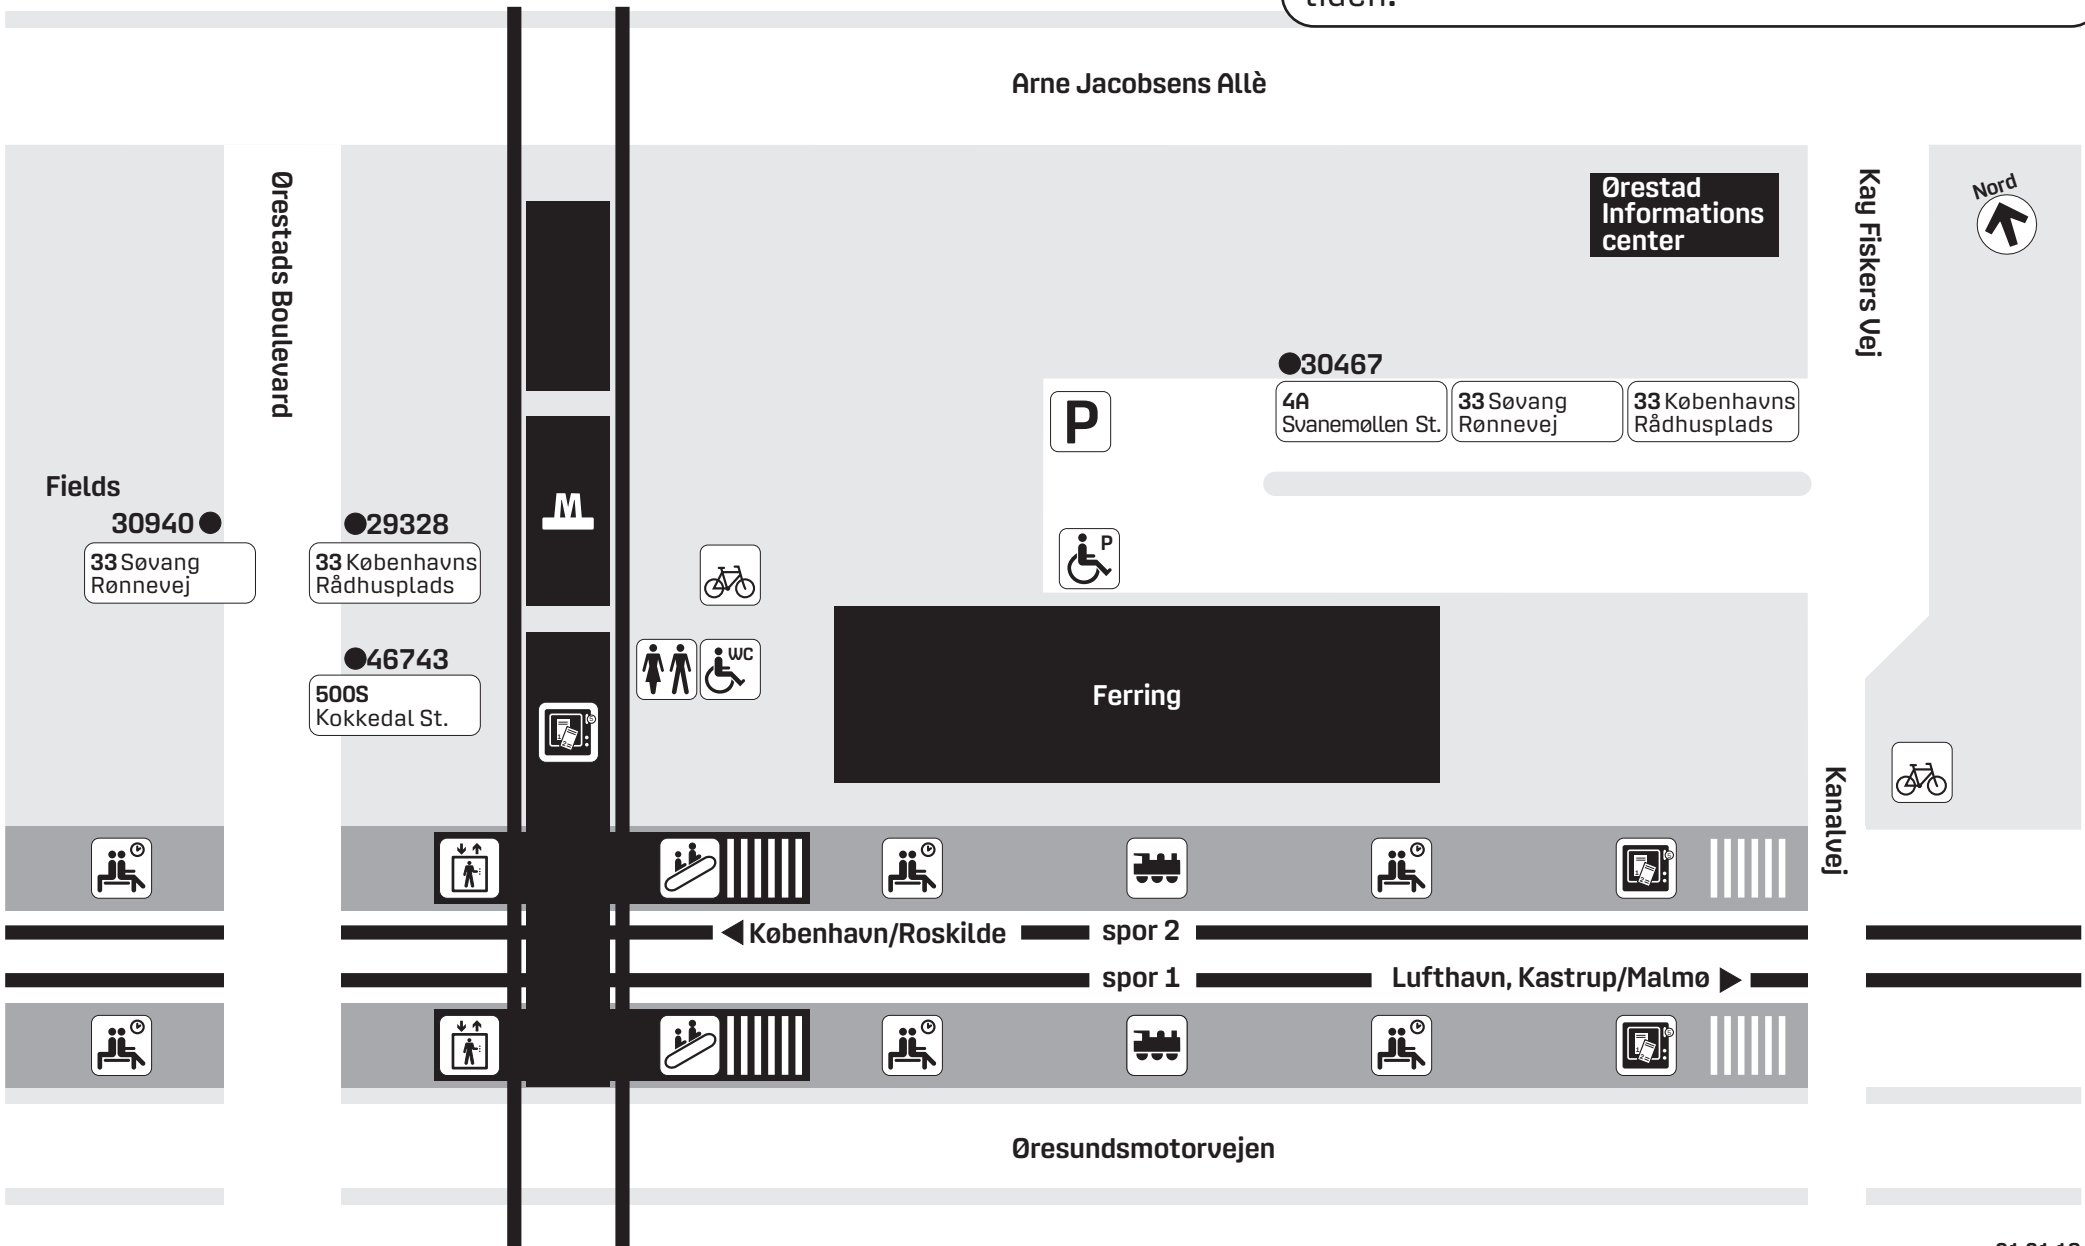 tiden.
Arne Jacobsens Allè
Ørestads Boulevard
Ørestad
Informations
center
Kay Fiskers Vej
Nord
30467
4A
Svanemøllen St.
33 Søvang
Rønnevej
33 Københavns
Rådhusplads
P
Fields
30940
33 Søvang
Rønnevej
29328
33 Københavns
Rådhusplads
M
P
46743
500S
Kokkedal St.
WC
Ferring
Kanalvej
København/Roskilde
spor 2
spor 1
Lufthavn, Kastrup/Malmø
Øresundsmotorvejen